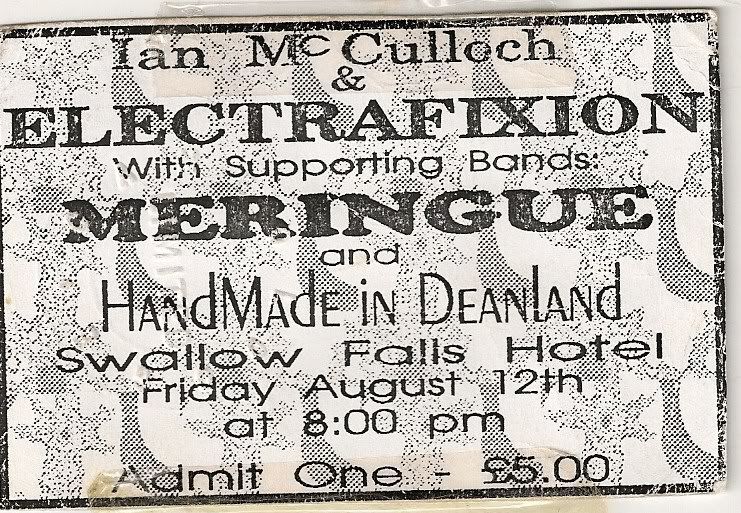 Ian McCulloch
&
ELECTRAFIXION
With Supporting Bands:
MERINGUE
and
HANdMAdE iN DEANlANd
Swallow Falls Hotel
Friday August 12th
at 8:00 pm
Admit One - £5.00